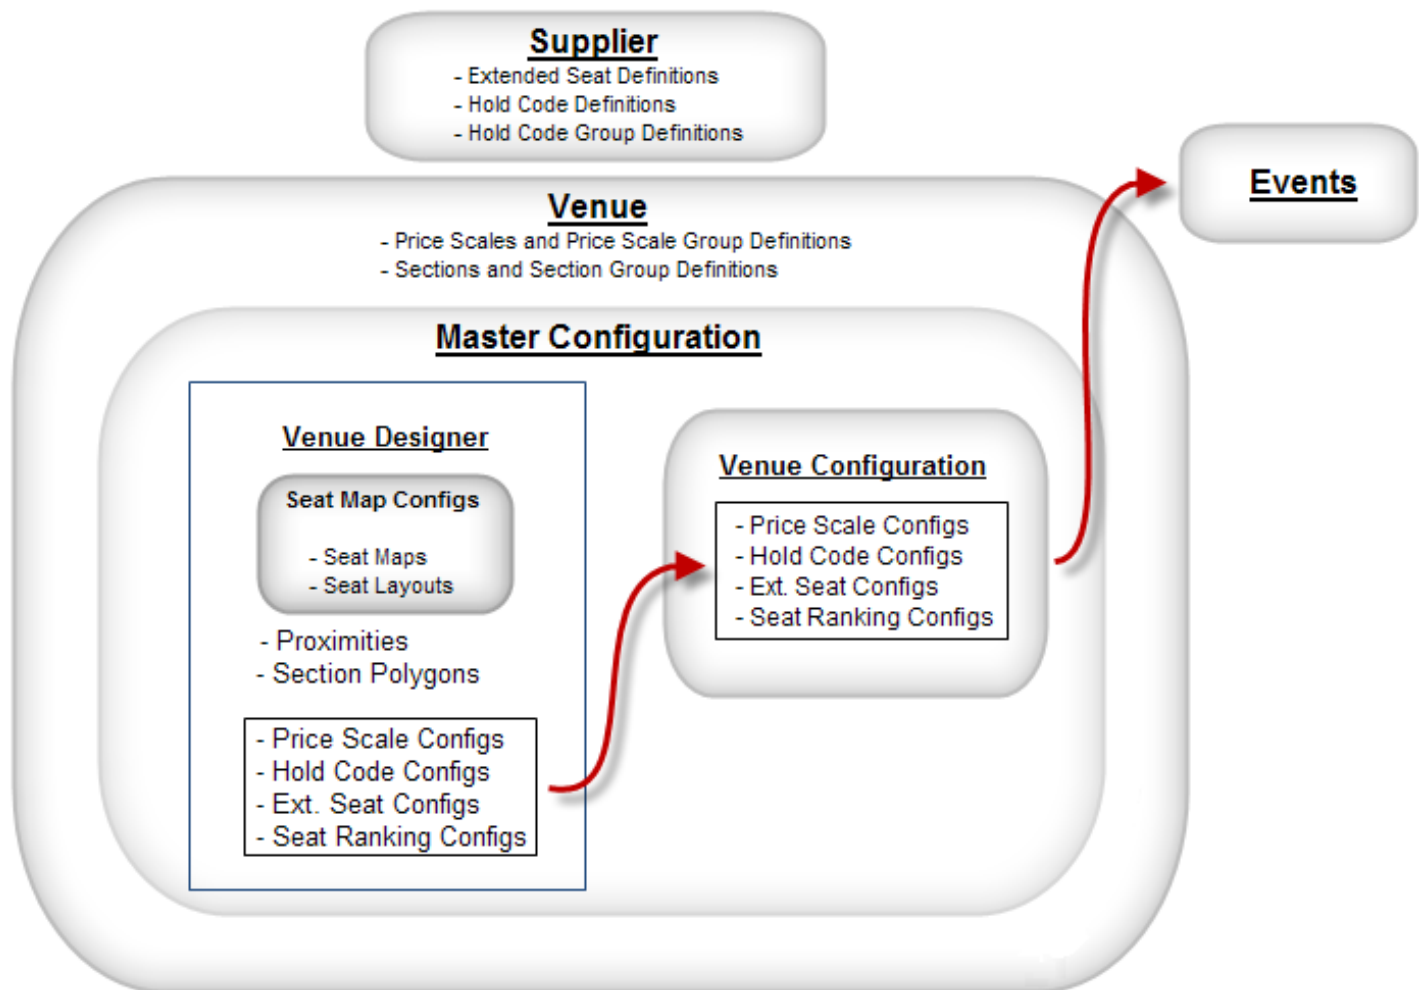 Supplier
- Extended Seat Definitions
- Hold Code Definitions
- Hold Code Group Definitions
Events
Venue
- Price Scales and Price Scale Group Definitions
- Sections and Section Group Definitions
Master Configuration
Venue Designer
Seat Map Configs
- Seat Maps
- Seat Layouts
- Proximities
- Section Polygons
- Price Scale Configs
- Hold Code Configs
- Ext. Seat Configs
- Seat Ranking Configs
Venue Configuration
- Price Scale Configs
- Hold Code Configs
- Ext. Seat Configs
- Seat Ranking Configs